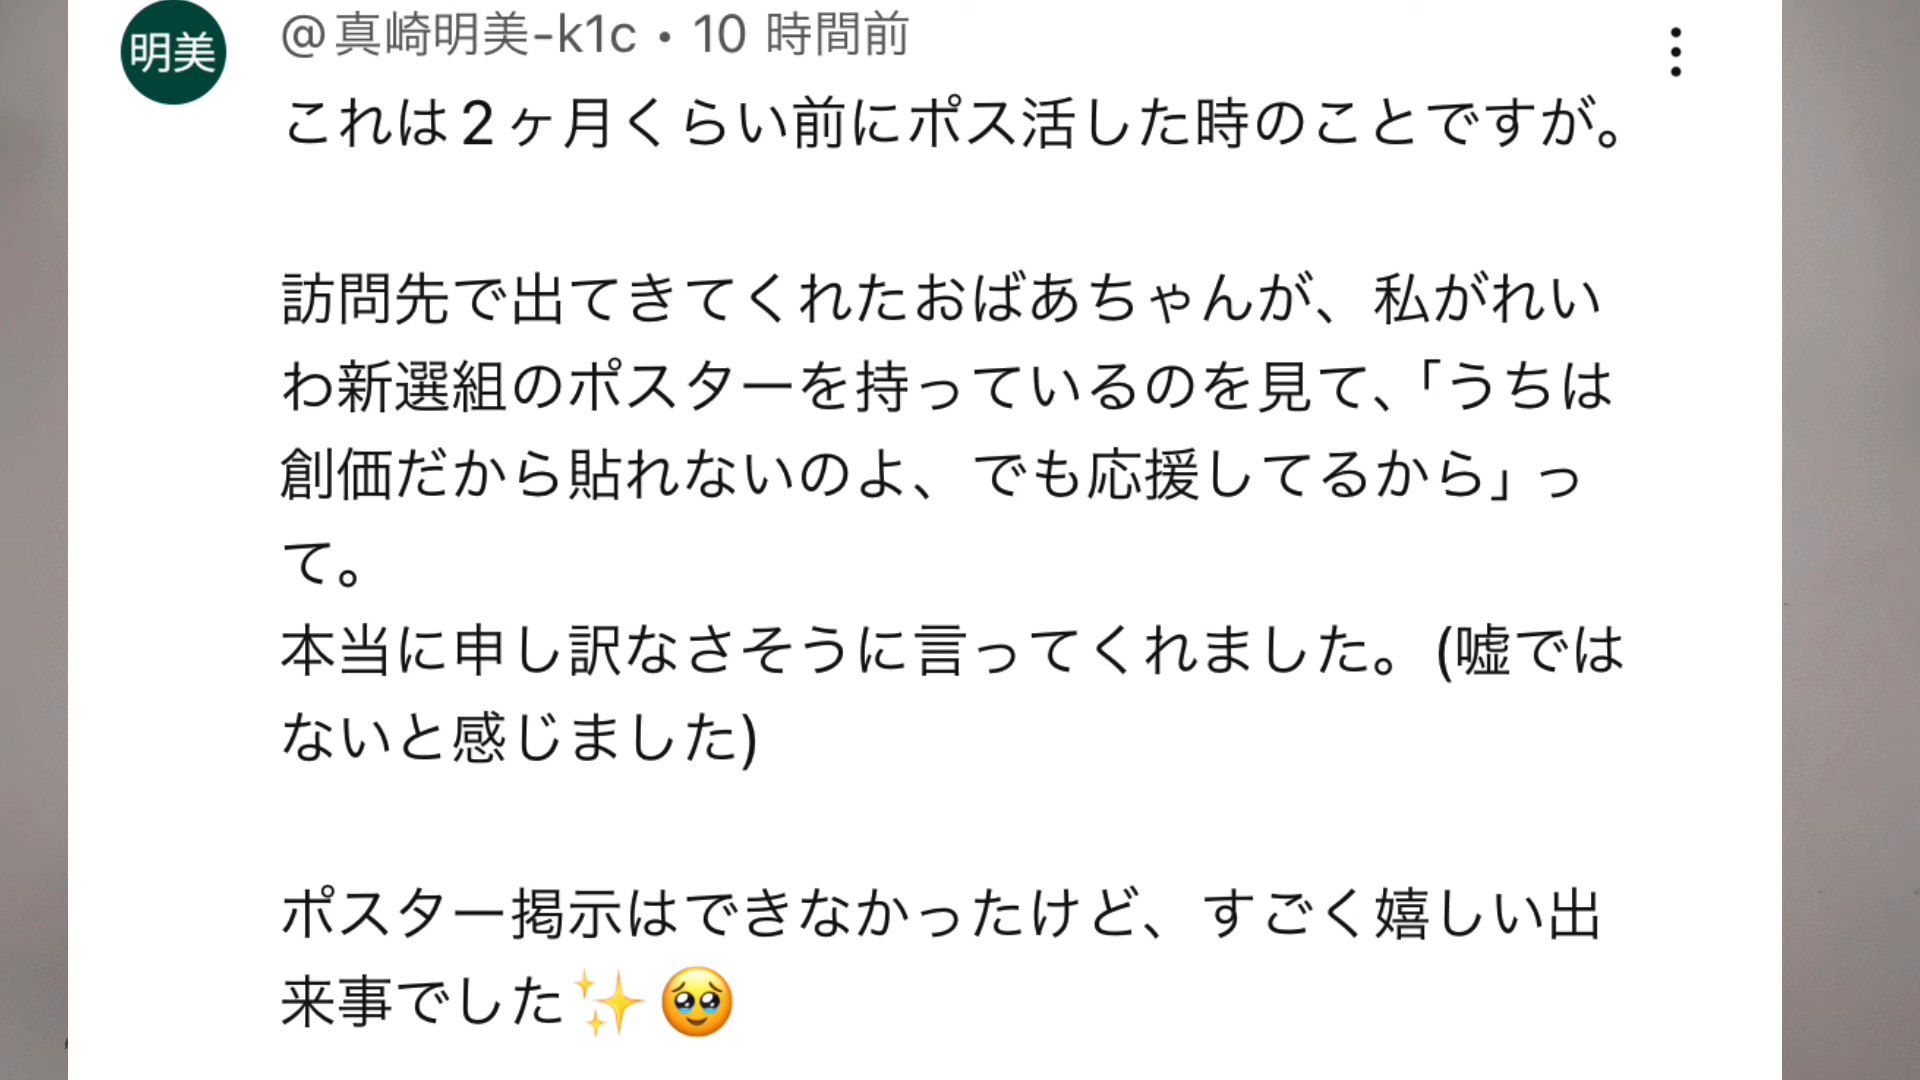 明美
@真崎明美-k1c・10 時間前
これは2ヶ月くらい前にポス活した時のことですが。
訪問先で出てきてくれたおばあちゃんが、私がれい
わ新選組のポスターを持っているのを見て、「うちは
創価だから貼れないのよ、でも応援してるから」っ
て。
本当に申し訳なさそうに言ってくれました。(嘘では
ないと感じました)
ポスター掲示はできなかったけど、すごく嬉しい出
来事でした✨🥹